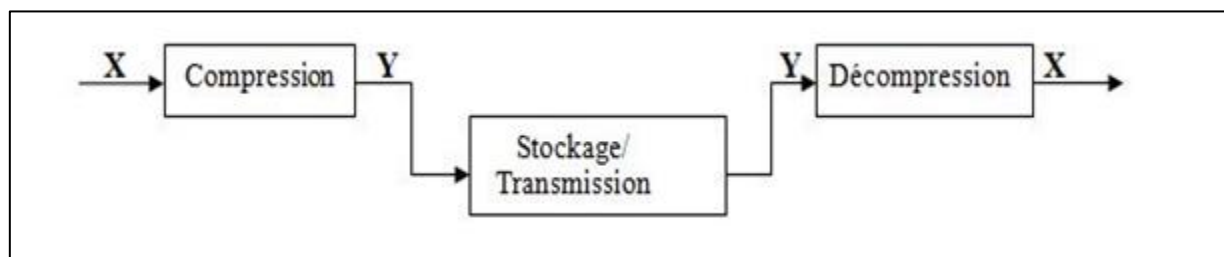 X
Compression
Y
Stockage/
Transmission
Y
Décompression
X